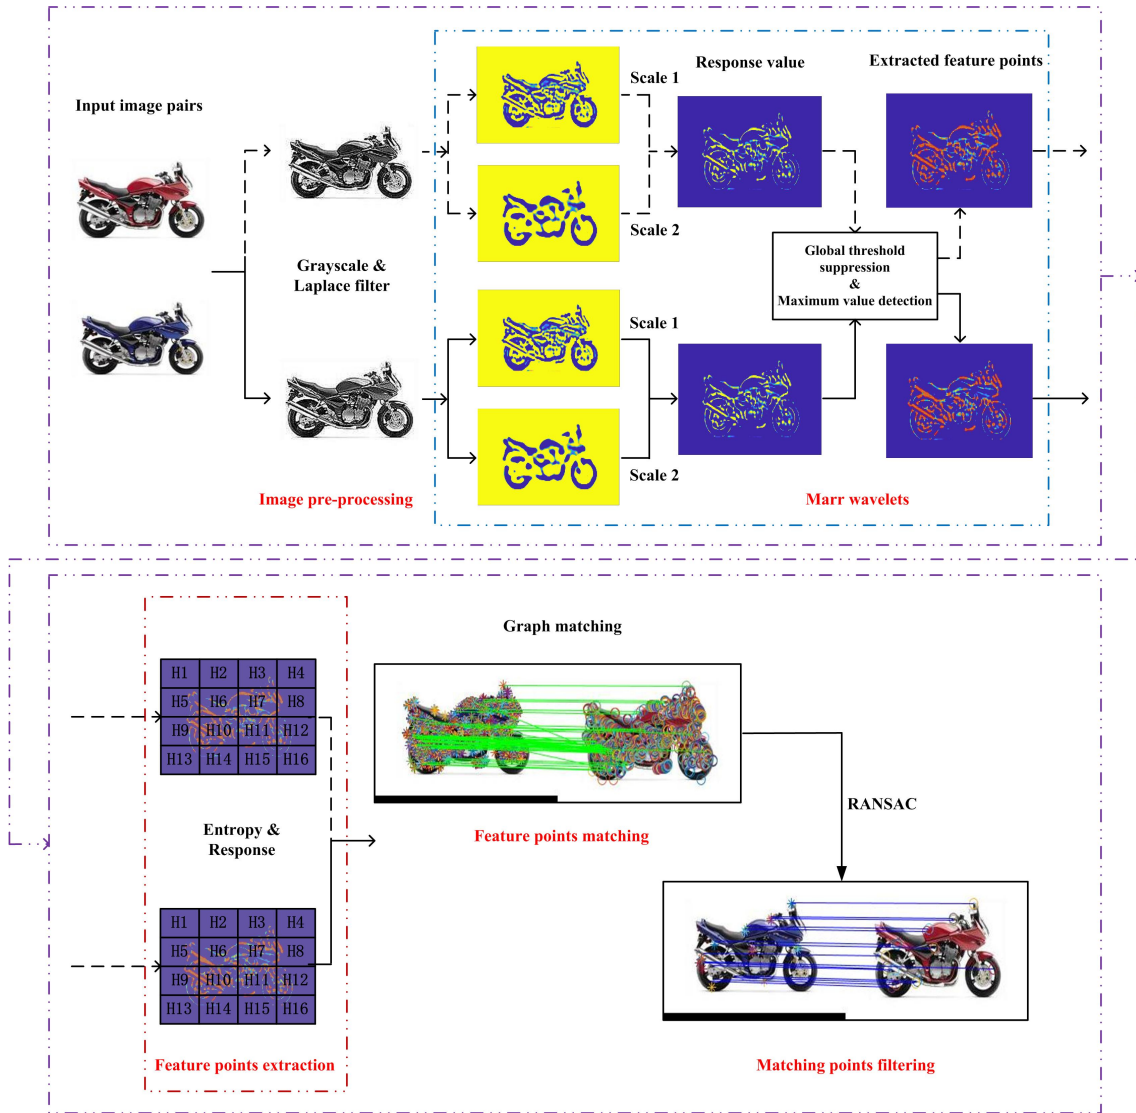 Input image pairs
Grayscale &
Laplace filter
Image pre-processing
Scale 1
Scale 2
Scale 1
Scale 2
Response value
Extracted feature points
Global threshold
suppression
&
Maximum value detection
Marr wavelets
H1 H2 H3 H4
H5 H6 H7 H8
H9 H10 H11 H12
H13 H14 H15 H16
Entropy &
Response
H1 H2 H3 H4
H5 H6 H7 H8
H9 H10 H11 H12
H13 H14 H15 H16
Feature points extraction
Graph matching
Feature points matching
RANSAC
Matching points filtering